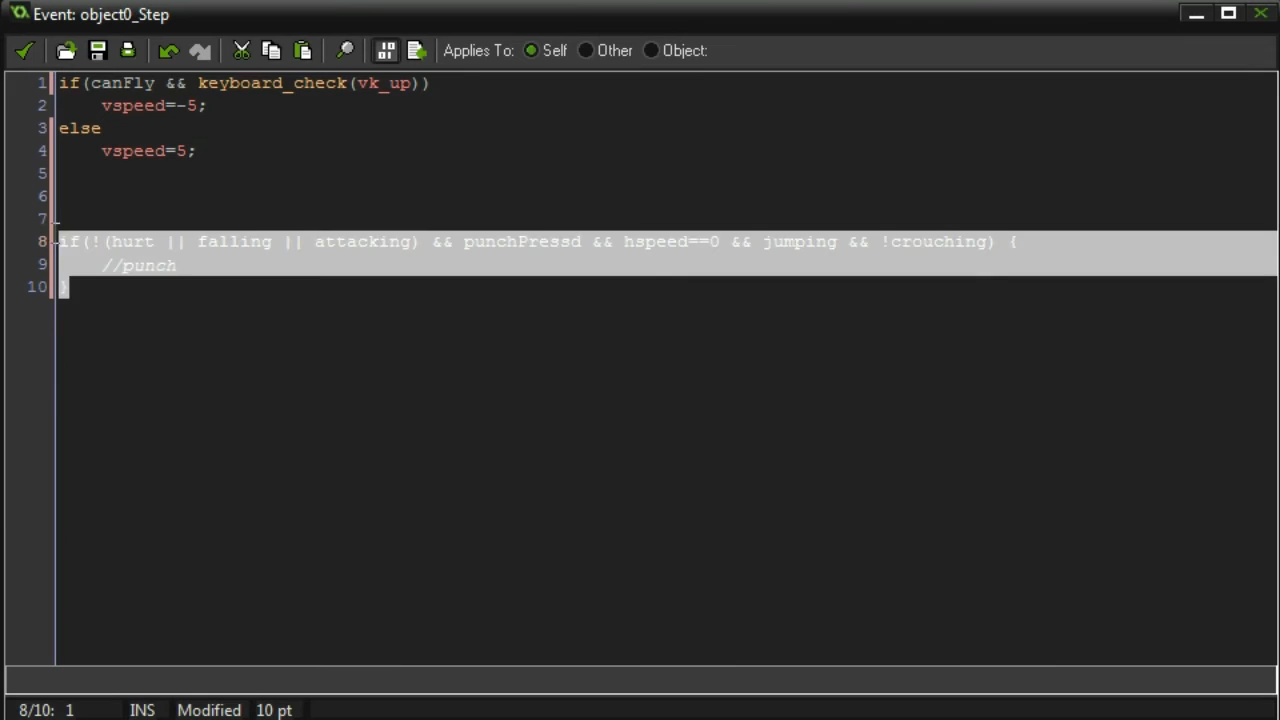 Event: object0_Step
Applies To: Self Other Object:
1 if(canFly && keyboard_check(vk_up))
2 vspeed=-5;
3 else
4 vspeed=5;
5
6
7
8 if(!(hurt || falling || attacking) && punchPressd && hspeed==0 && jumping && !crouching) {
9 //punch
10 }
8/10: 1 INS Modified 10 pt